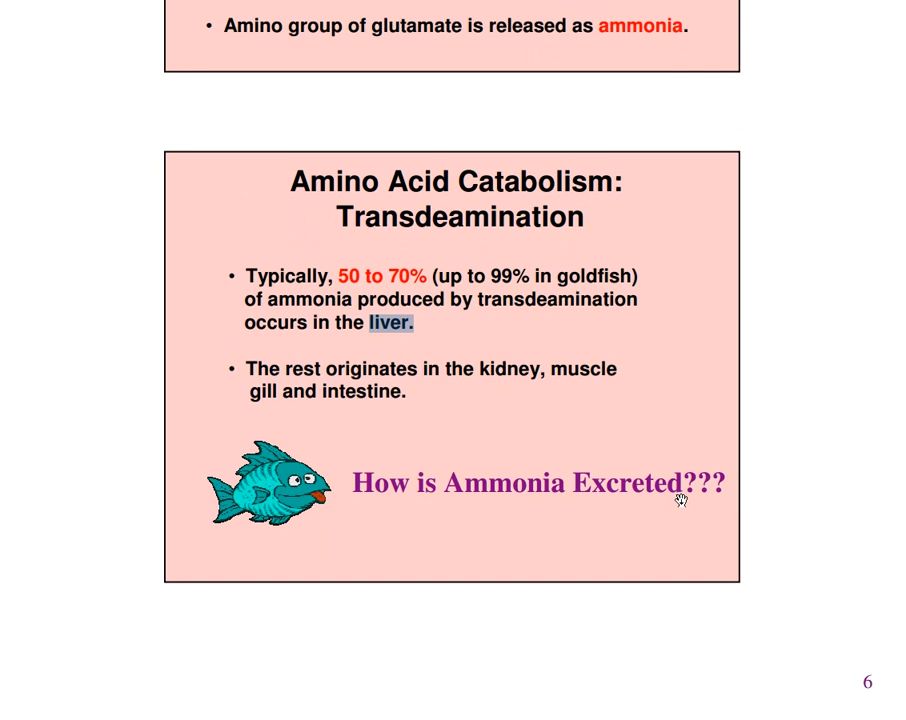 • Amino group of glutamate is released as ammonia.
Amino Acid Catabolism:
Transdeamination
• Typically, 50 to 70% (up to 99% in goldfish)
of ammonia produced by transdeamination
occurs in the liver.
• The rest originates in the kidney, muscle
gill and intestine.
How is Ammonia Excreted???
6